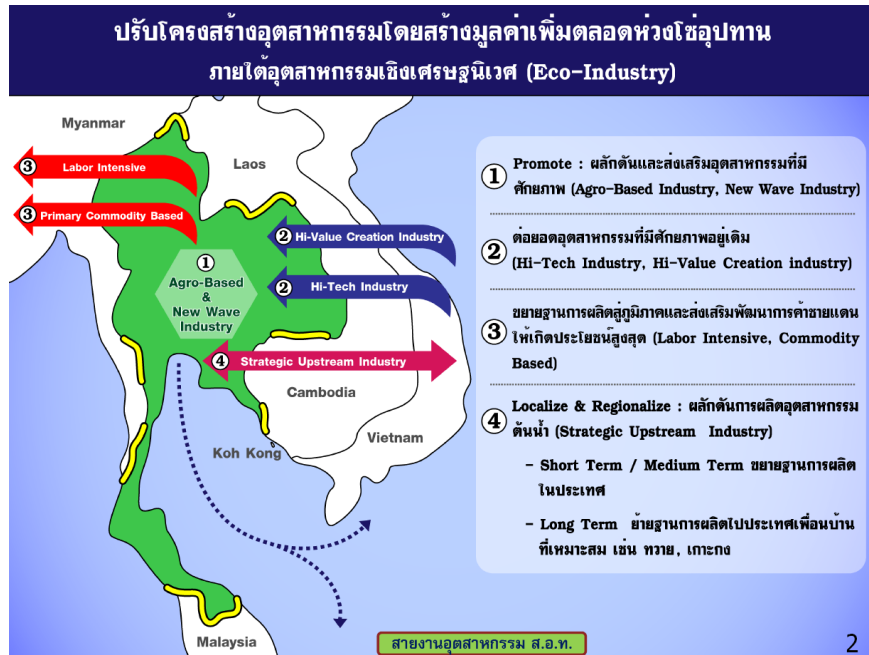 ปรับโครงสร้างอุตสาหกรรมโดยสร้างมูลค่าเพิ่มตลอดห่วงโซ่อุปทาน
ภายใต้อุตสาหกรรมเชิงเศรษฐนิเวศ (Eco-Industry)
Myanmar
Laos
3 Labor Intensive
3 Primary Commodity Based
2 Hi-Value Creation Industry
2 Hi-Tech Industry
1
Agro-Based
&
New Wave
Industry
4 Strategic Upstream Industry
Cambodia
Vietnam
Koh Kong
Malaysia
1 Promote : ผลักดันและส่งเสริมอุตสาหกรรมที่มี
ศักยภาพ (Agro-Based Industry, New Wave Industry)
2 ต่อยอดอุตสาหกรรมที่มีศักยภาพอยู่เดิม
(Hi-Tech Industry, Hi-Value Creation industry)
3 ขยายฐานการผลิตสู่ภูมิภาคและส่งเสริมพัฒนาการค้าชายแดน
ให้เกิดประโยชน์สูงสุด (Labor Intensive, Commodity
Based)
4 Localize & Regionalize : ผลักดันการผลิตอุตสาหกรรม
ต้นน้ำ (Strategic Upstream Industry)
- Short Term / Medium Term ขยายฐานการผลิต
ในประเทศ
- Long Term ย้ายฐานการผลิตไปประเทศเพื่อนบ้าน
ที่เหมาะสม เช่น ทวาย, เกาะกง
สายงานอุตสาหกรรม ส.อ.ท.
2